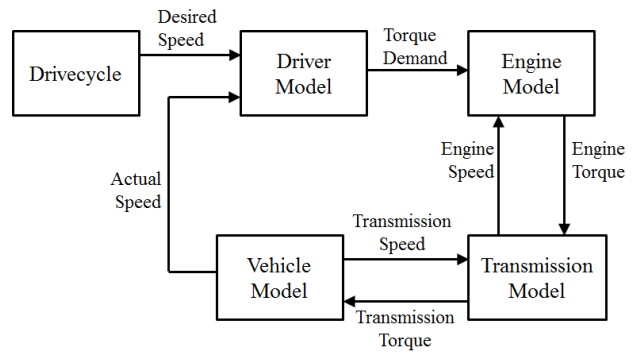 Desired
Speed
Drivecycle
Driver
Model
Torque
Demand
Engine
Model
Actual
Speed
Engine
Speed
Engine
Torque
Transmission
Speed
Vehicle
Model
Transmission
Model
Transmission
Torque